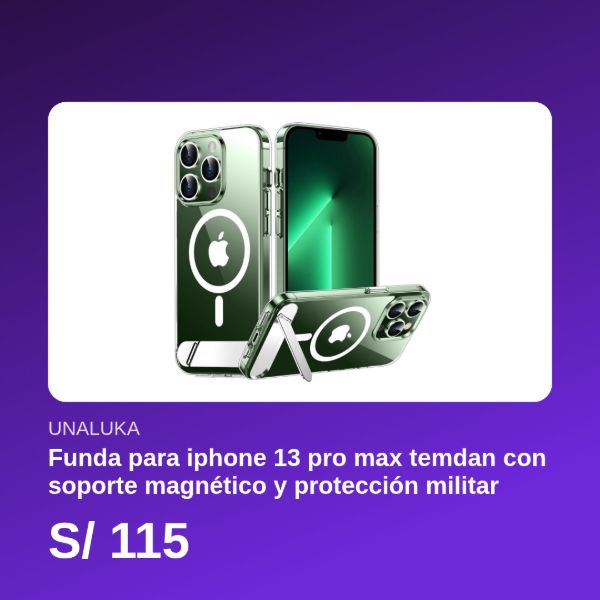 UNALUKA
Funda para iphone 13 pro max temdan con
soporte magnético y protección militar
S/ 115